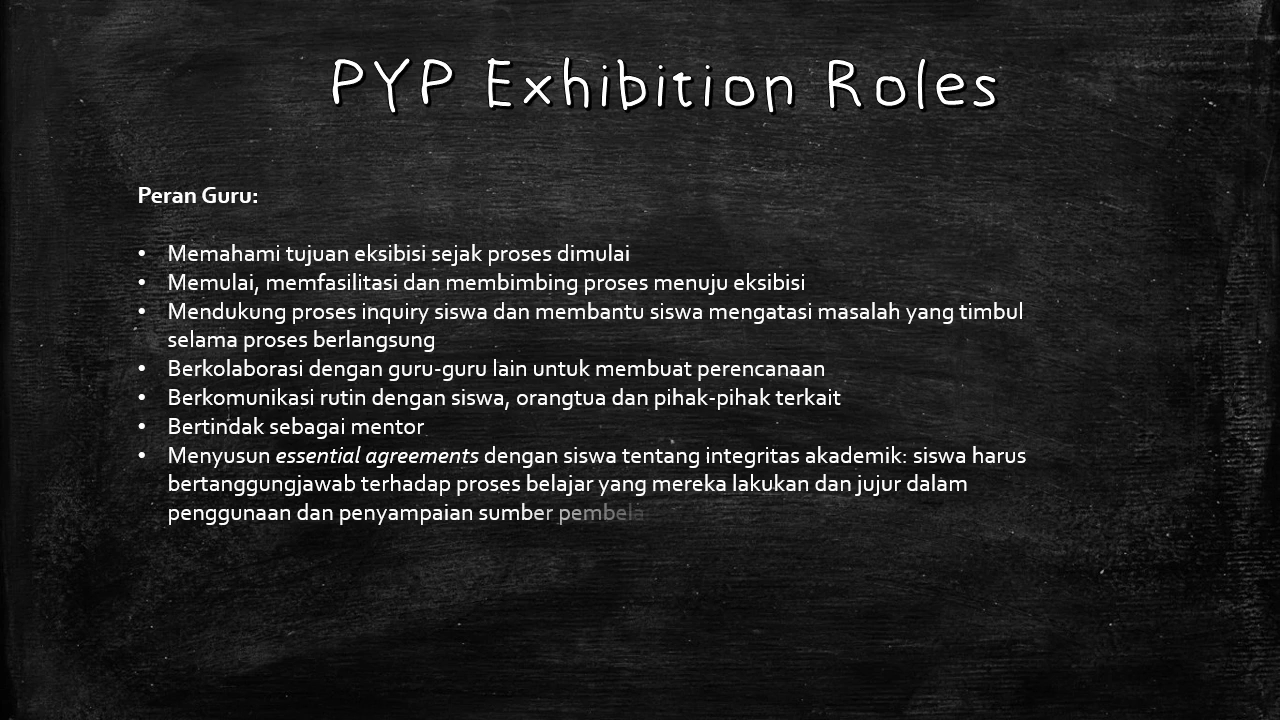 PYP Exhibition Roles
Peran Guru:
• Memahami tujuan eksibisi sejak proses dimulai
• Memulai, memfasilitasi dan membimbing proses menuju eksibisi
• Mendukung proses inquiry siswa dan membantu siswa mengatasi masalah yang timbul
selama proses berlangsung
• Berkolaborasi dengan guru-guru lain untuk membuat perencanaan
• Berkomunikasi rutin dengan siswa, orangtua dan pihak-pihak terkait
• Bertindak sebagai mentor
• Menyusun essential agreements dengan siswa tentang integritas akademik: siswa harus
bertanggungjawab terhadap proses belajar yang mereka lakukan dan jujur dalam
penggunaan dan penyampaian sumber